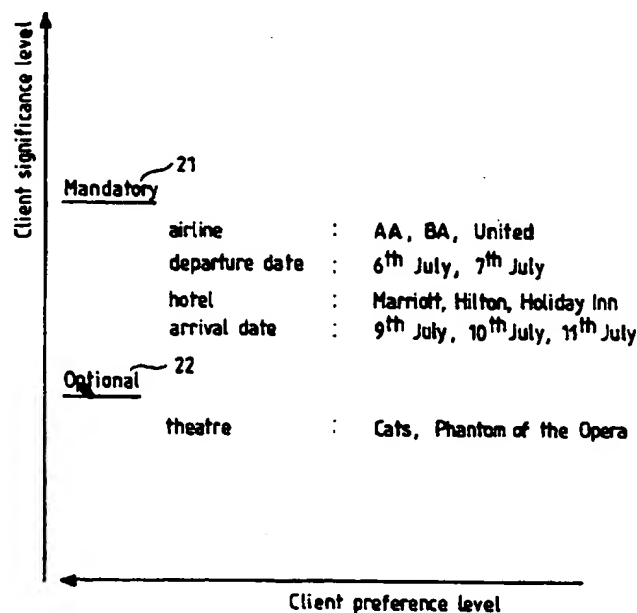 Client significance level
21
Mandatory
airline : AA, BA, United
departure date : 6th July, 7th July
hotel : Marriott, Hilton, Holiday Inn
arrival date : 9th July, 10th July, 11th July
22
Optional
theatre : Cats, Phantom of the Opera
Client preference level